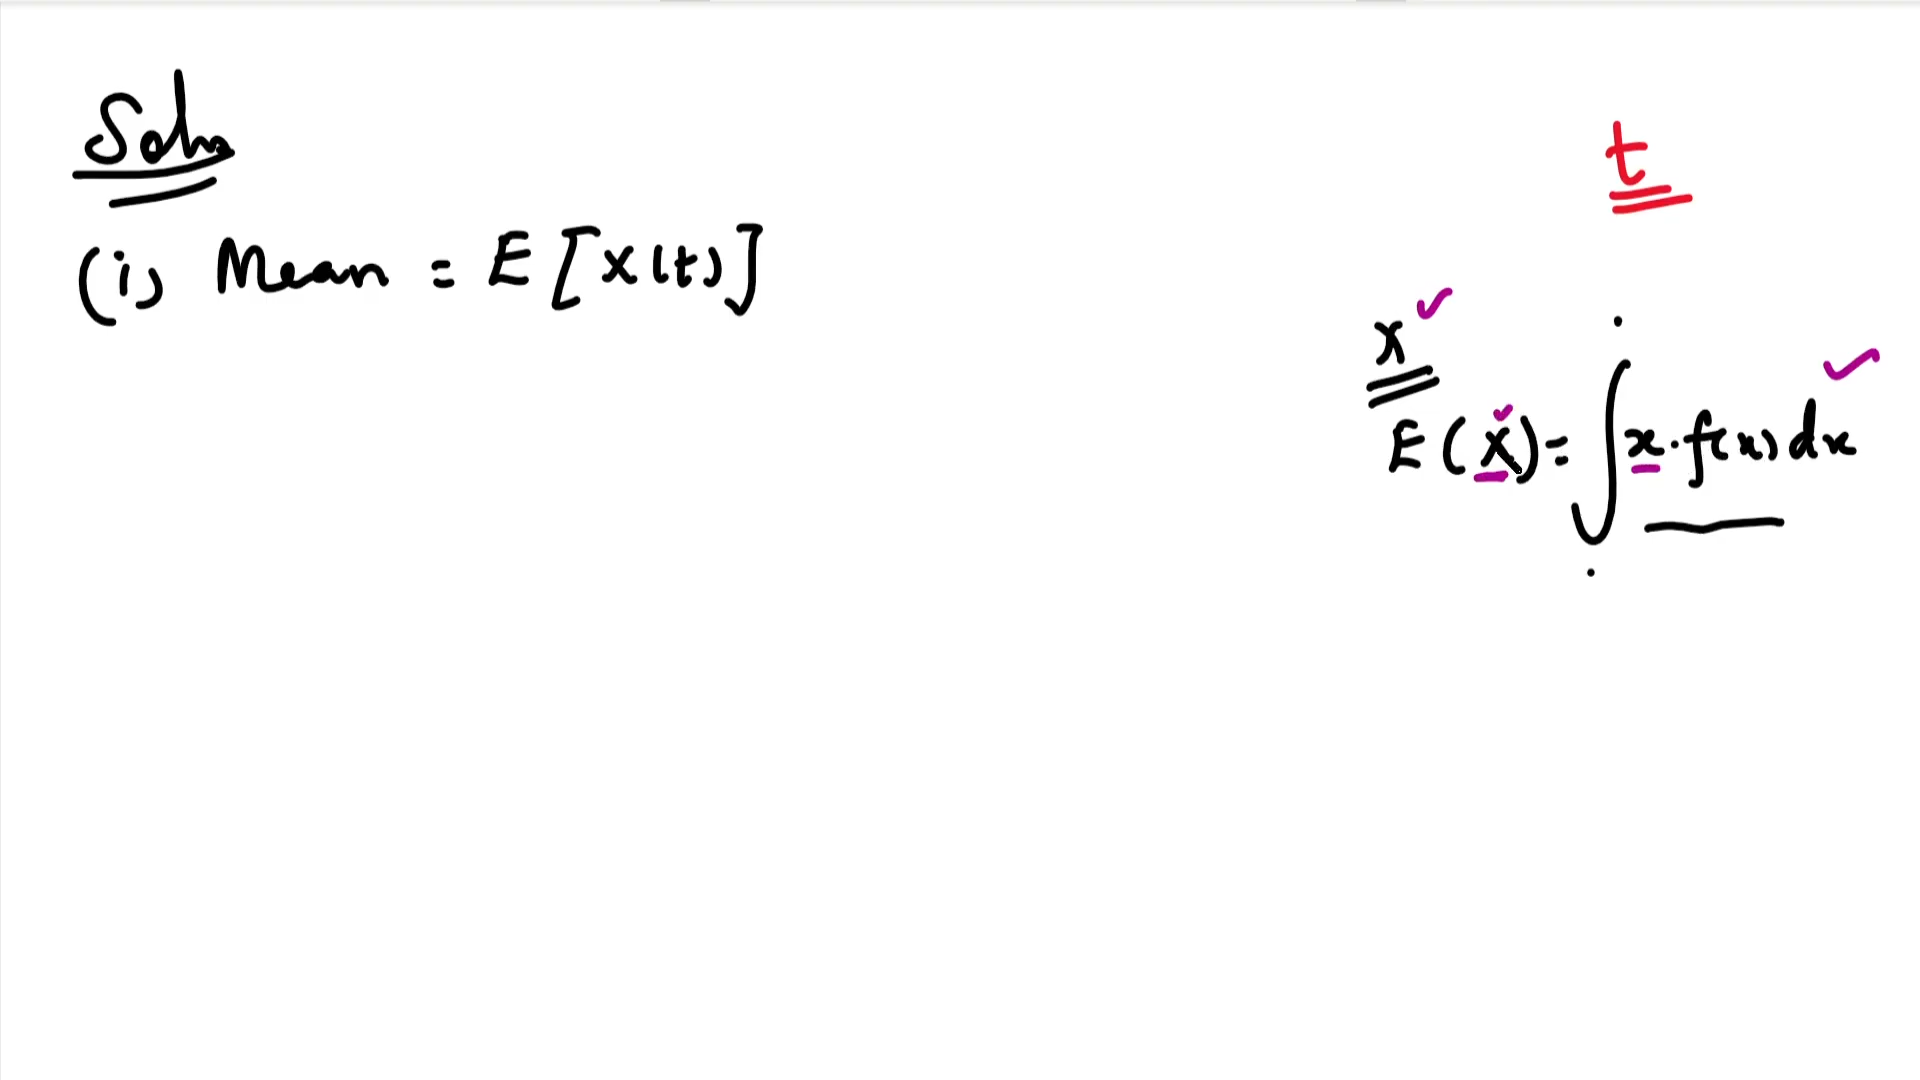 Soln
(i) Mean = E[X(t)]
t
X
E(X) = ∫ x · f(x) dx